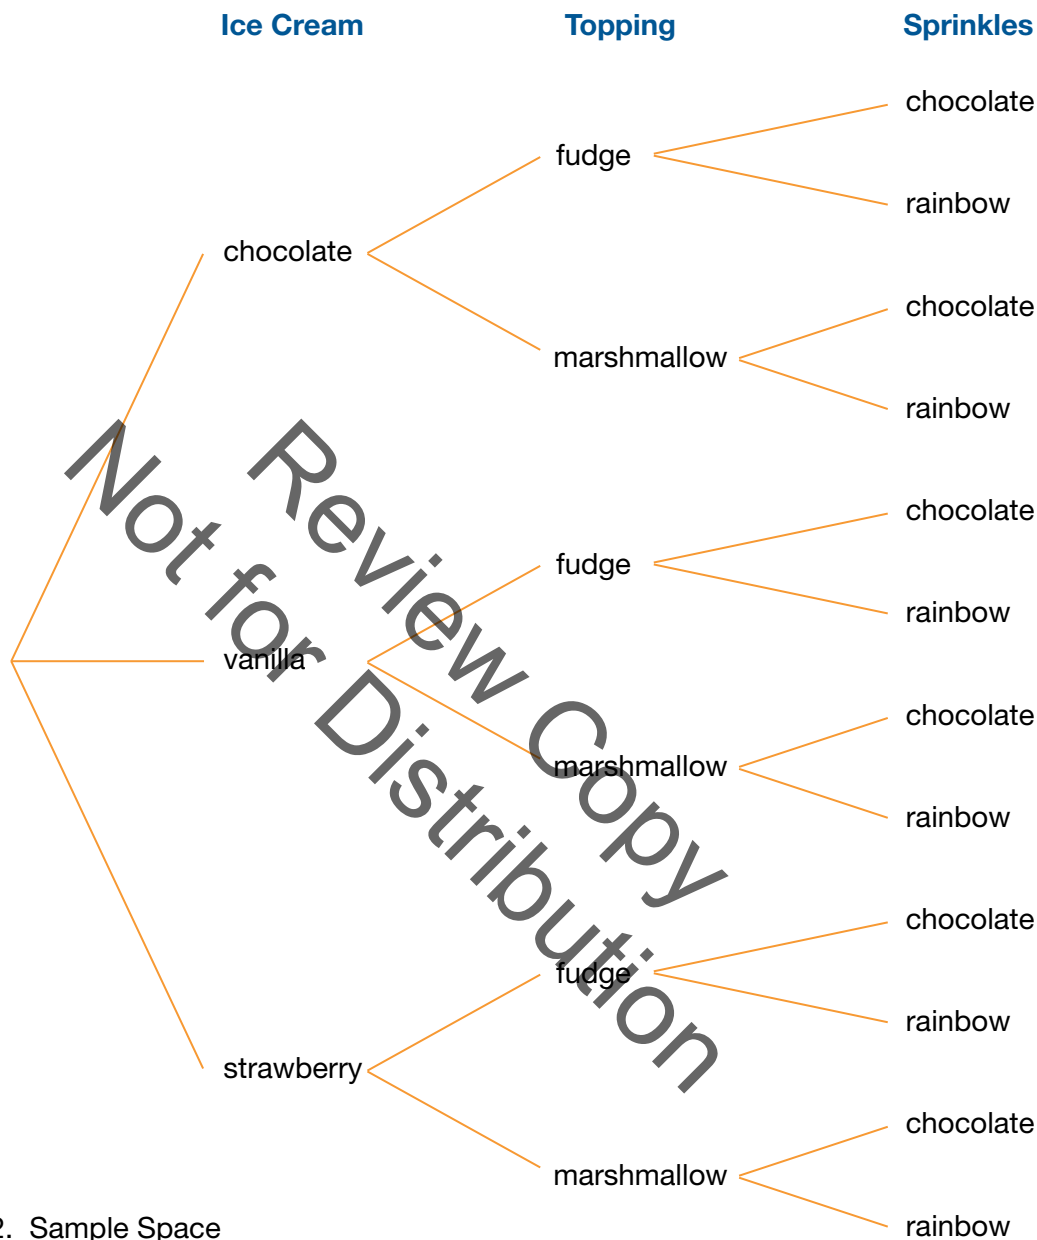 Ice Cream Topping Sprinkles
chocolate
fudge
rainbow
chocolate
chocolate
marshmallow
rainbow
chocolate
fudge
rainbow
vanilla
chocolate
marshmallow
rainbow
chocolate
fudge
rainbow
strawberry
chocolate
marshmallow
rainbow
2. Sample Space
Review Copy
Not for Distribution